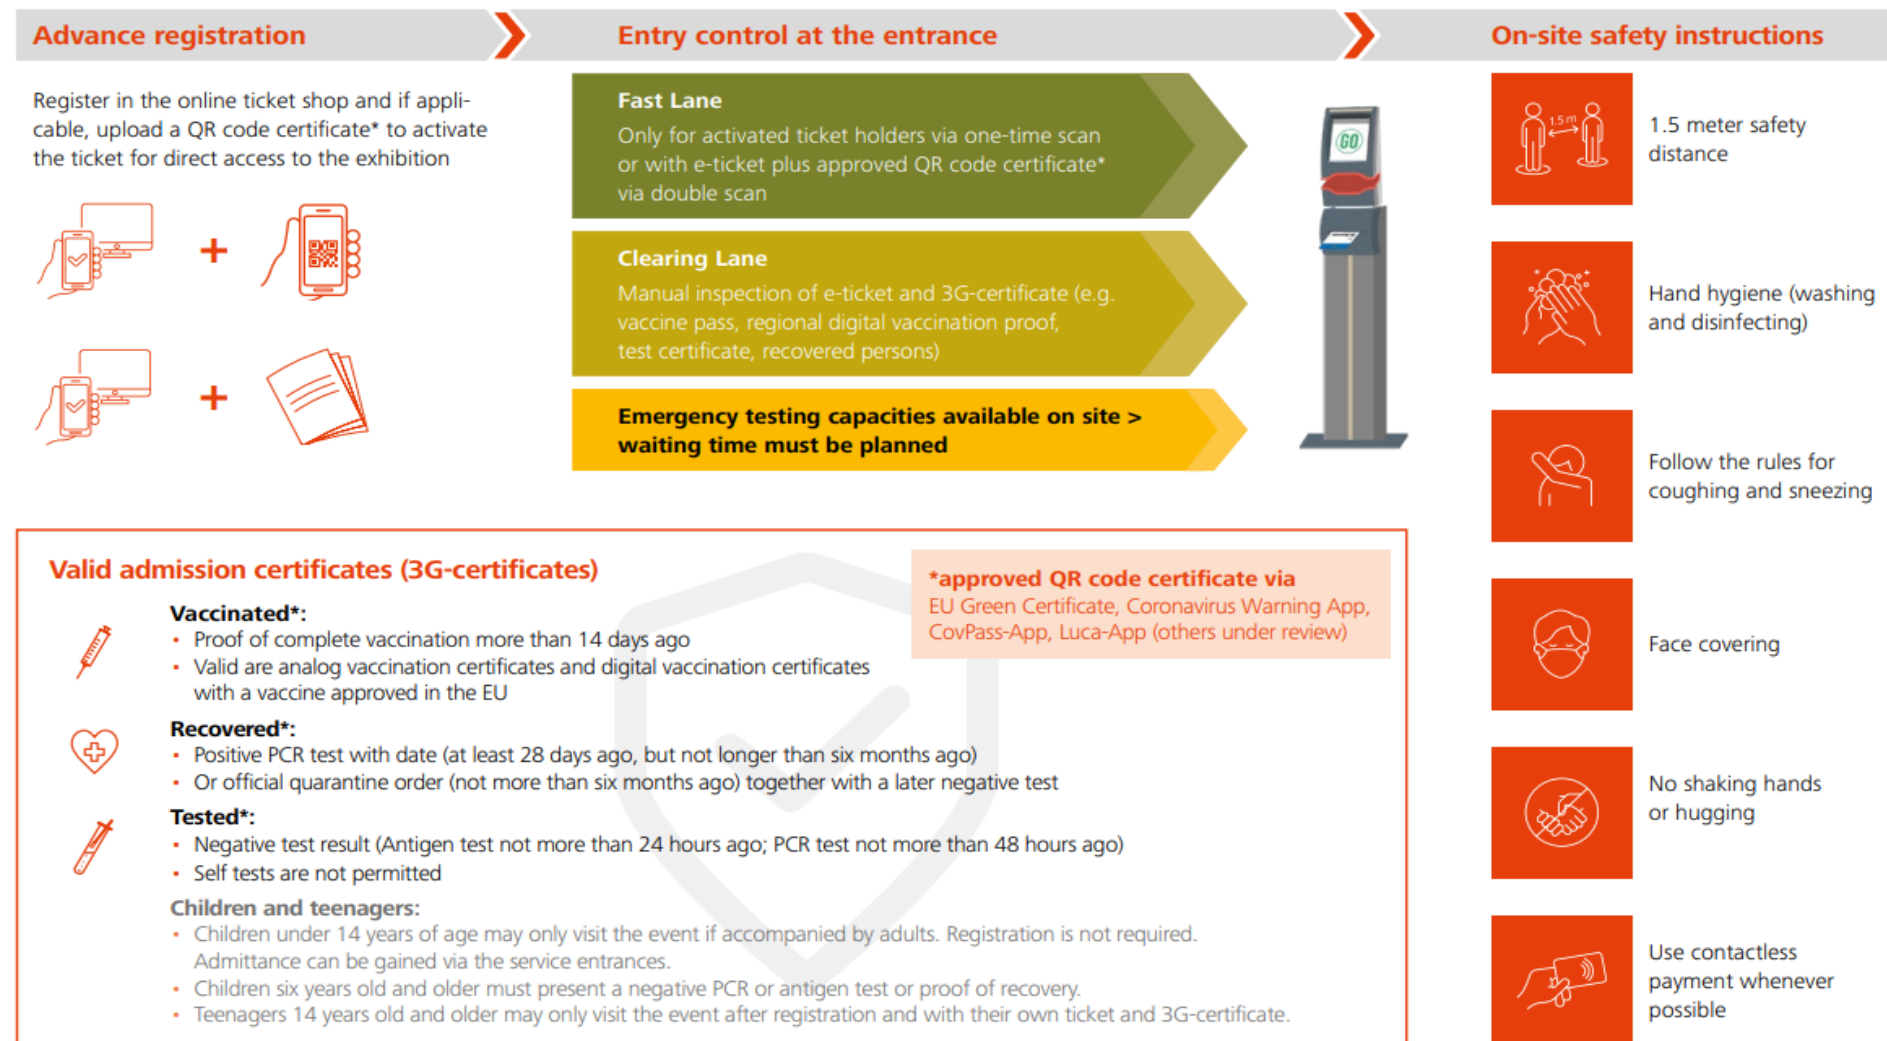 Advance registration
Entry control at the entrance
On-site safety instructions
Register in the online ticket shop and if appli-
cable, upload a QR code certificate* to activate
the ticket for direct access to the exhibition
Fast Lane
Only for activated ticket holders via one-time scan
or with e-ticket plus approved QR code certificate*
via double scan
Clearing Lane
Manual inspection of e-ticket and 3G-certificate (e.g.
vaccine pass, regional digital vaccination proof,
test certificate, recovered persons)
Emergency testing capacities available on site >
waiting time must be planned
GO
1.5 m
1.5 meter safety
distance
Hand hygiene (washing
and disinfecting)
Follow the rules for
coughing and sneezing
Face covering
No shaking hands
or hugging
Use contactless
payment whenever
possible
Valid admission certificates (3G-certificates)
*approved QR code certificate via
EU Green Certificate, Coronavirus Warning App,
CovPass-App, Luca-App (others under review)
Vaccinated*:
• Proof of complete vaccination more than 14 days ago
• Valid are analog vaccination certificates and digital vaccination certificates
with a vaccine approved in the EU
Recovered*:
• Positive PCR test with date (at least 28 days ago, but not longer than six months ago)
• Or official quarantine order (not more than six months ago) together with a later negative test
Tested*:
• Negative test result (Antigen test not more than 24 hours ago; PCR test not more than 48 hours ago)
• Self tests are not permitted
Children and teenagers:
• Children under 14 years of age may only visit the event if accompanied by adults. Registration is not required.
Admittance can be gained via the service entrances.
• Children six years old and older must present a negative PCR or antigen test or proof of recovery.
• Teenagers 14 years old and older may only visit the event after registration and with their own ticket and 3G-certificate.